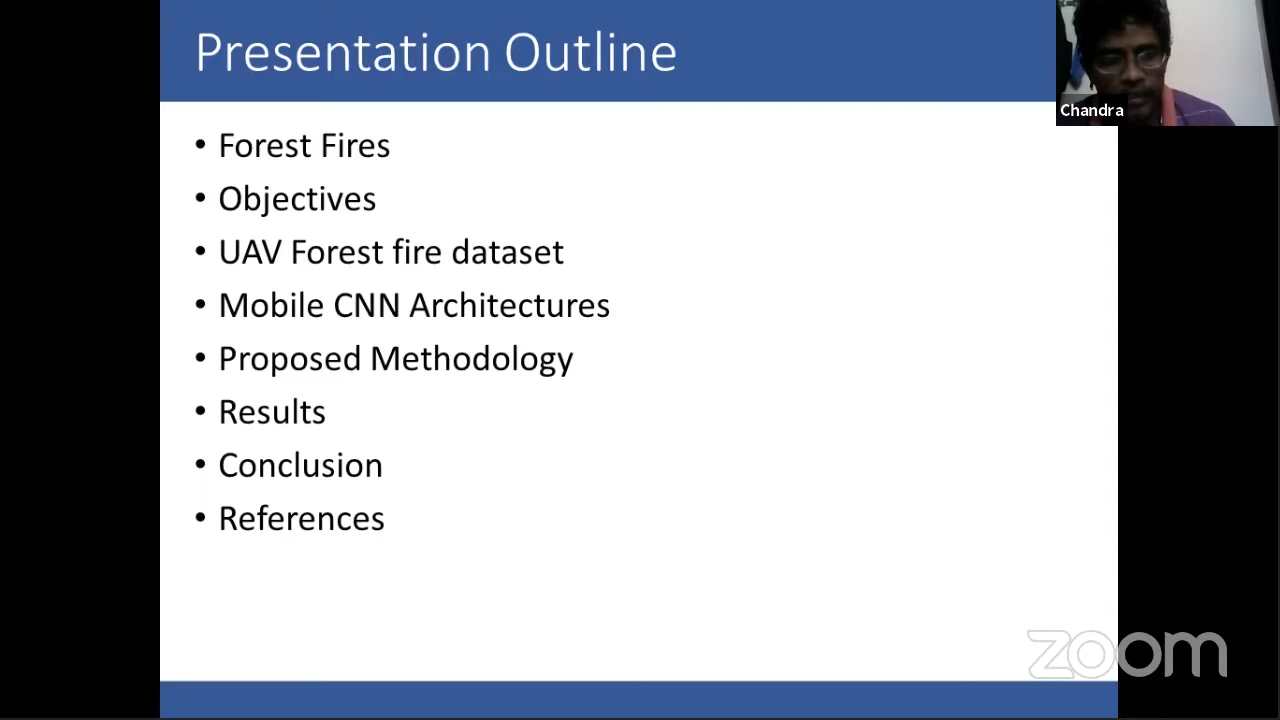 Presentation Outline
Chandra
• Forest Fires
• Objectives
• UAV Forest fire dataset
• Mobile CNN Architectures
• Proposed Methodology
• Results
• Conclusion
• References
zoom